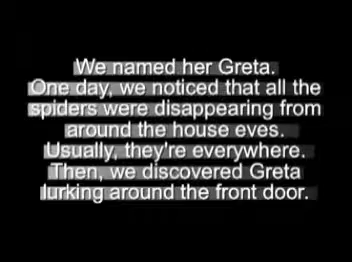 We named her Greta.
One day, we noticed that all the
spiders were disappearing from
around the house eves.
Usually, they're everywhere.
Then, we discovered Greta
lurking around the front door.